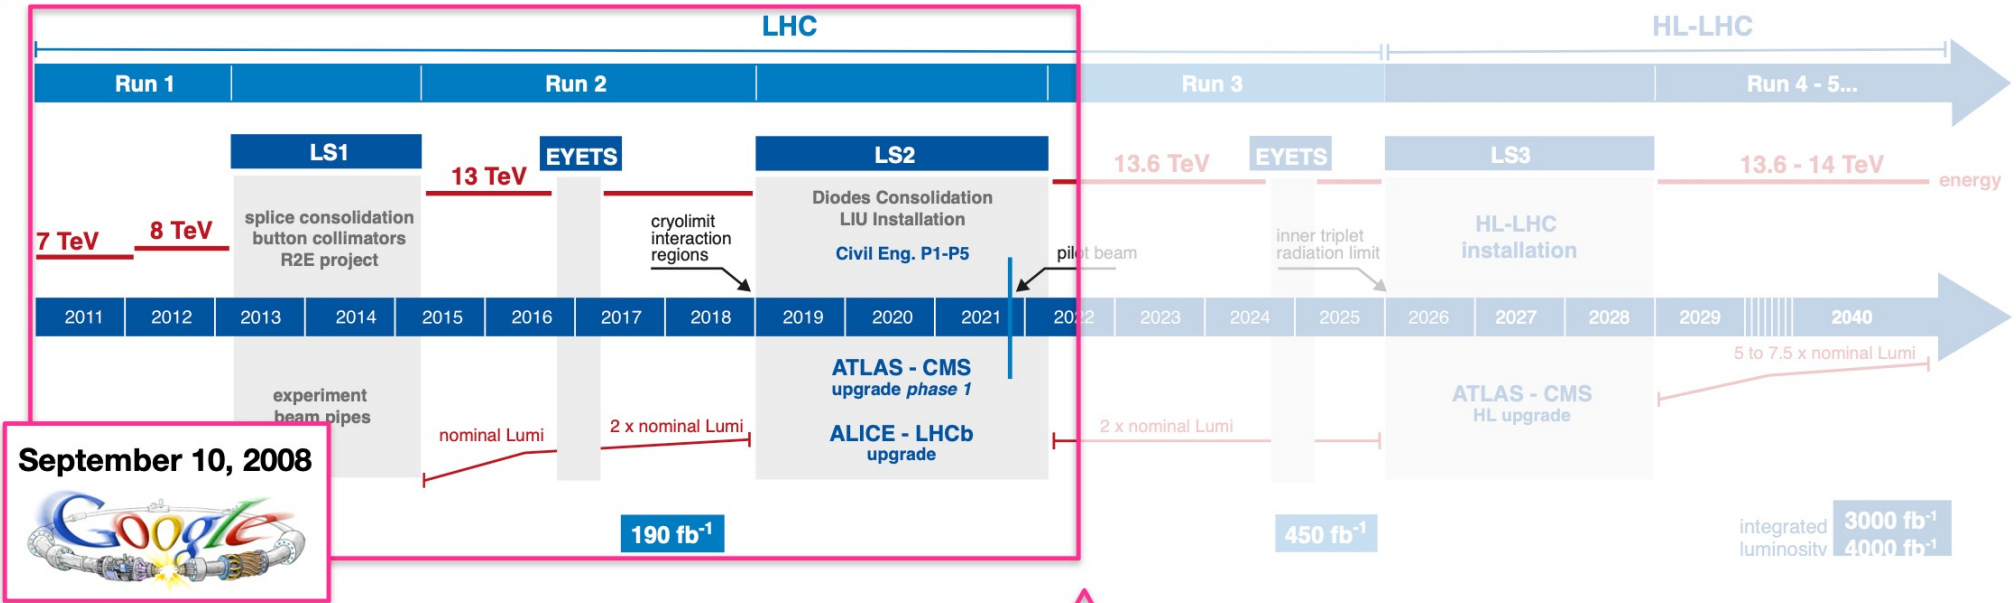 LHC
HL-LHC
Run 1
Run 2
Run 3
Run 4 - 5...
LS1
EYETS
LS2
EYETS
LS3
13 TeV
13.6 TeV
13.6 - 14 TeV
energy
7 TeV
8 TeV
splice consolidation
button collimators
R2E project
cryolimit
interaction
regions
Diodes Consolidation
LIU Installation
Civil Eng. P1-P5
pilot beam
inner triplet
radiation limit
HL-LHC
installation
2011
2012
2013
2014
2015
2016
2017
2018
2019
2020
2021
2022
2023
2024
2025
2026
2027
2028
2029
2040
5 to 7.5 x nominal Lumi
experiment
beam pipes
nominal Lumi
2 x nominal Lumi
ATLAS - CMS
upgrade phase 1
ALICE - LHCb
upgrade
2 x nominal Lumi
ATLAS - CMS
HL upgrade
September 10, 2008
Google
190 fb-1
450 fb-1
integrated
luminosity
3000 fb-1
4000 fb-1